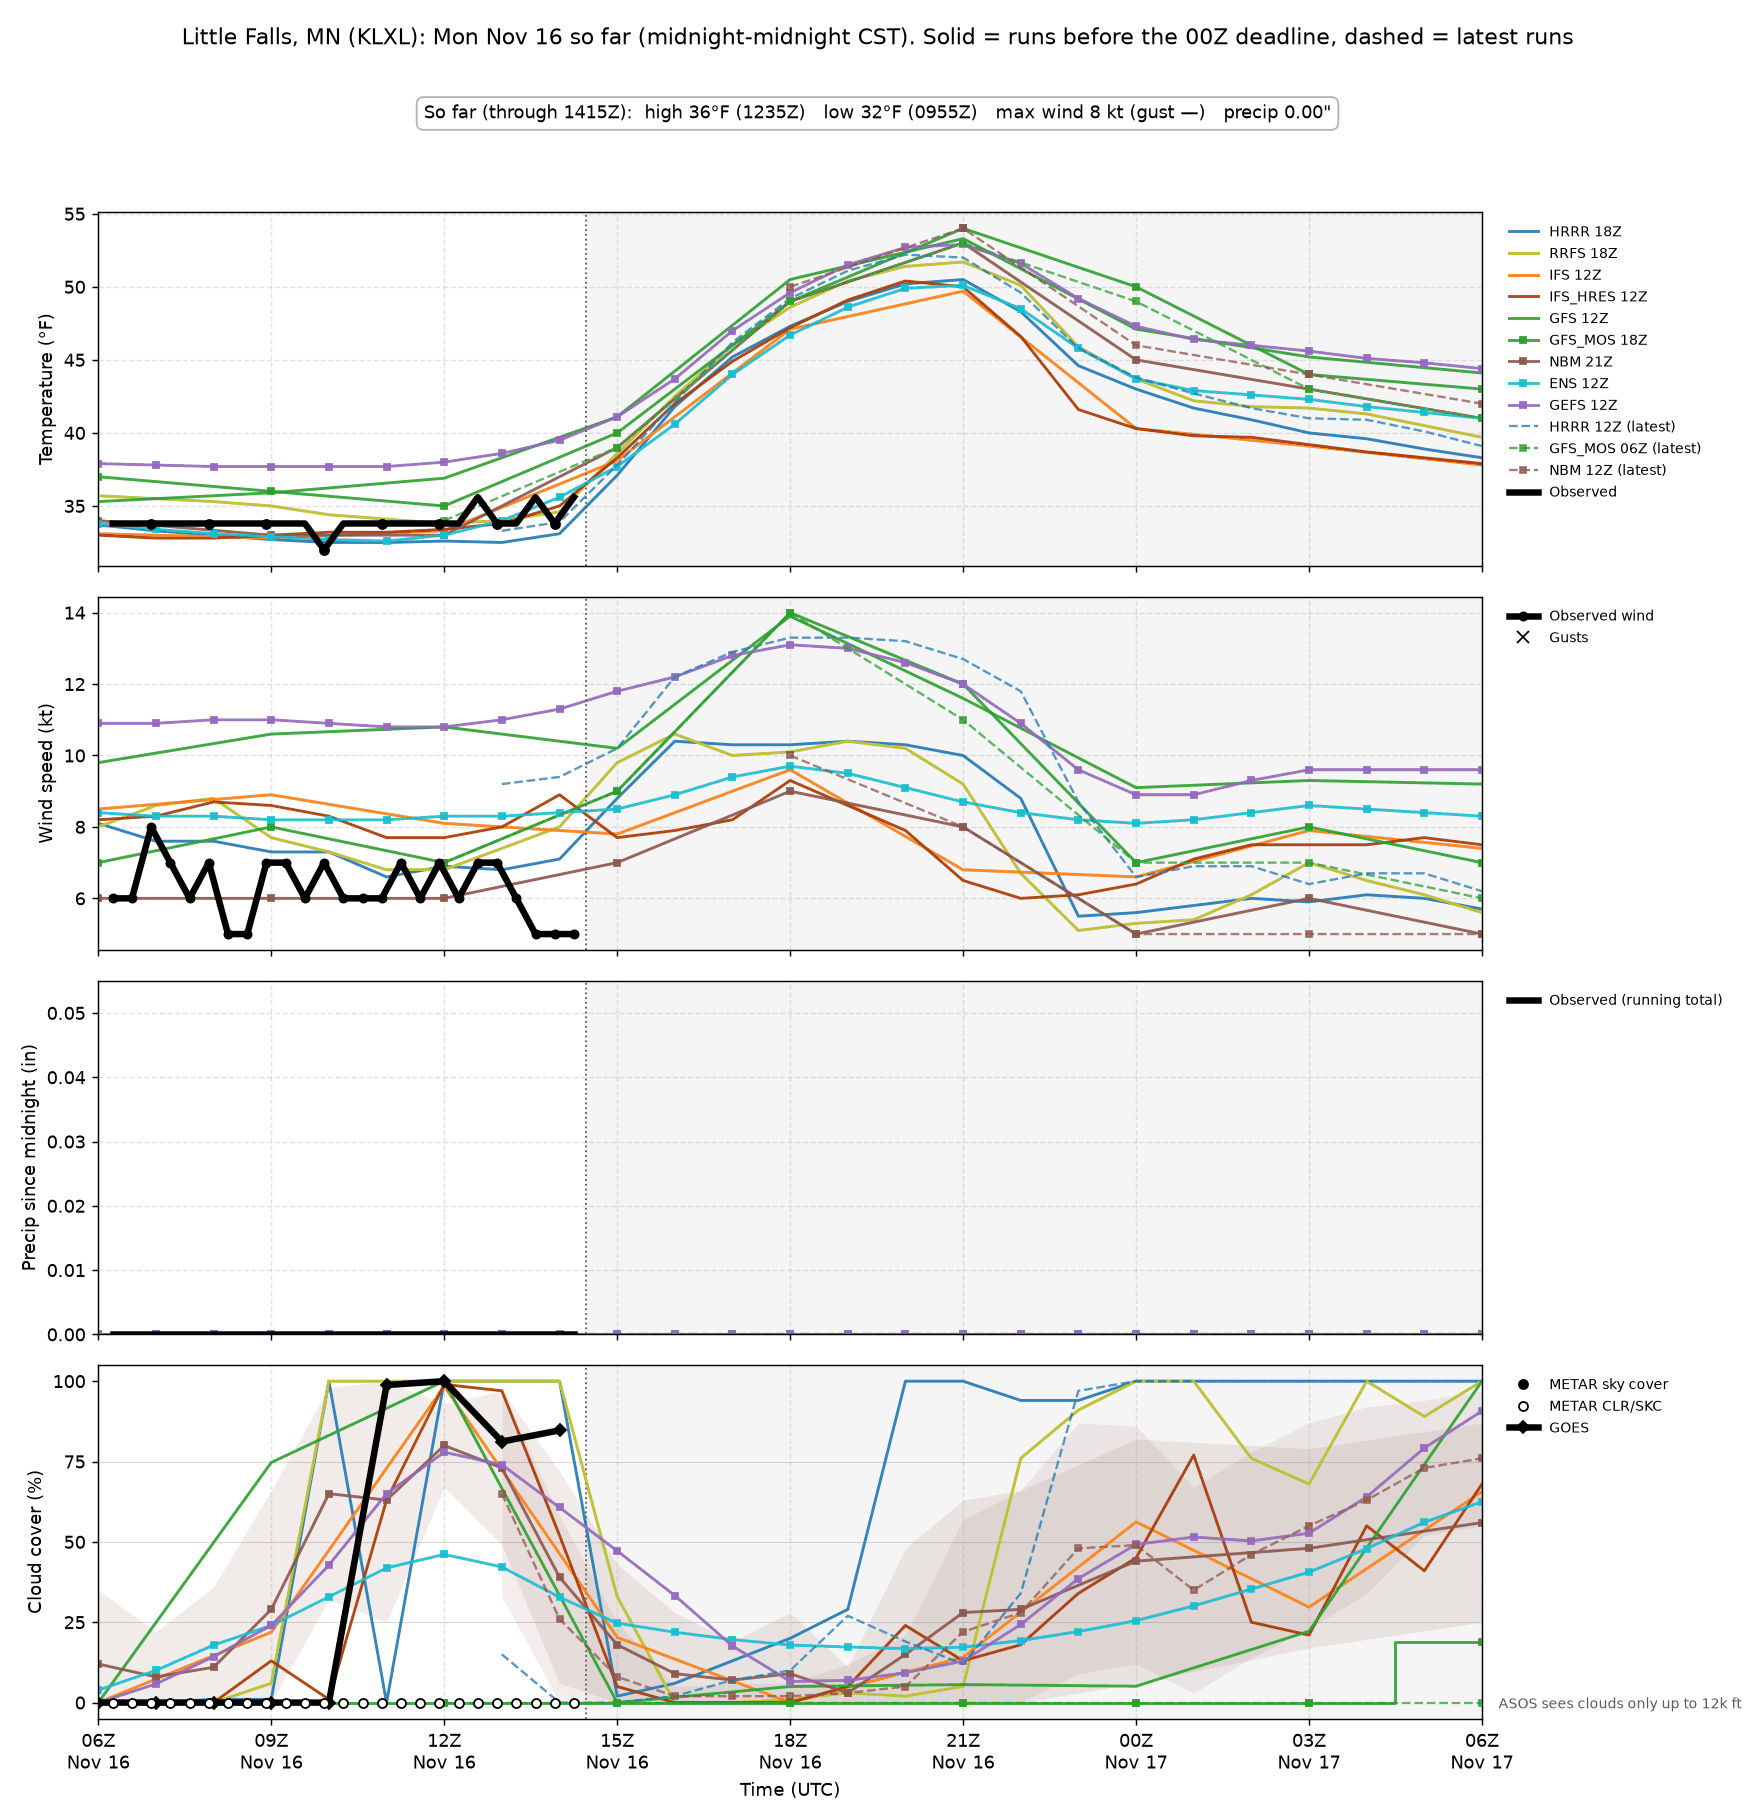 Little Falls, MN (KLXL): Mon Nov 16 so far (midnight-midnight CST). Solid = runs before the 00Z deadline, dashed = latest runs
So far (through 1415Z):  high 36°F (1235Z)   low 32°F (0955Z)   max wind 8 kt (gust —)   precip 0.00"
Temperature (°F)
55
50
45
40
35
HRRR 18Z
RRFS 18Z
IFS 12Z
IFS_HRES 12Z
GFS 12Z
GFS_MOS 18Z
NBM 21Z
ENS 12Z
GEFS 12Z
HRRR 12Z (latest)
GFS_MOS 06Z (latest)
NBM 12Z (latest)
Observed
Wind speed (kt)
14
12
10
8
6
Observed wind
Gusts
Precip since midnight (in)
0.05
0.04
0.03
0.02
0.01
0.00
Observed (running total)
Cloud cover (%)
100
75
50
25
0
METAR sky cover
METAR CLR/SKC
GOES
ASOS sees clouds only up to 12k ft
06Z
Nov 16
09Z
Nov 16
12Z
Nov 16
15Z
Nov 16
18Z
Nov 16
21Z
Nov 16
00Z
Nov 17
03Z
Nov 17
06Z
Nov 17
Time (UTC)